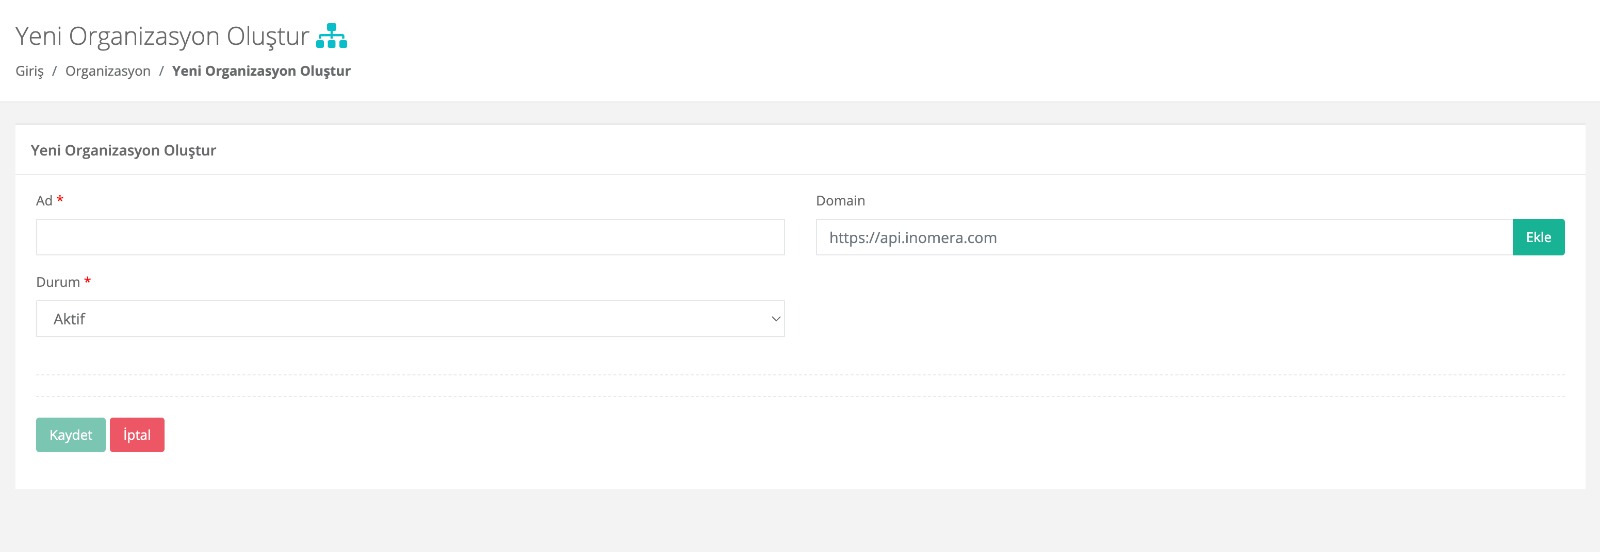 Yeni Organizasyon Oluştur
Giriş / Organizasyon / Yeni Organizasyon Oluştur
Yeni Organizasyon Oluştur
Ad *
Domain
https://api.inomera.com
Ekle
Durum *
Aktif
Kaydet
İptal